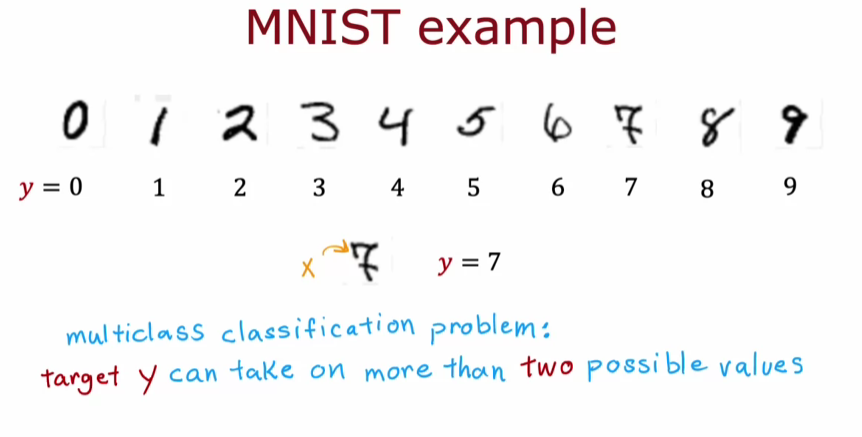 MNIST example
0 1 2 3 4 5 6 7 8 9
y = 0 1 2 3 4 5 6 7 8 9
x 7 y = 7
multiclass classification problem:
target y can take on more than two possible values